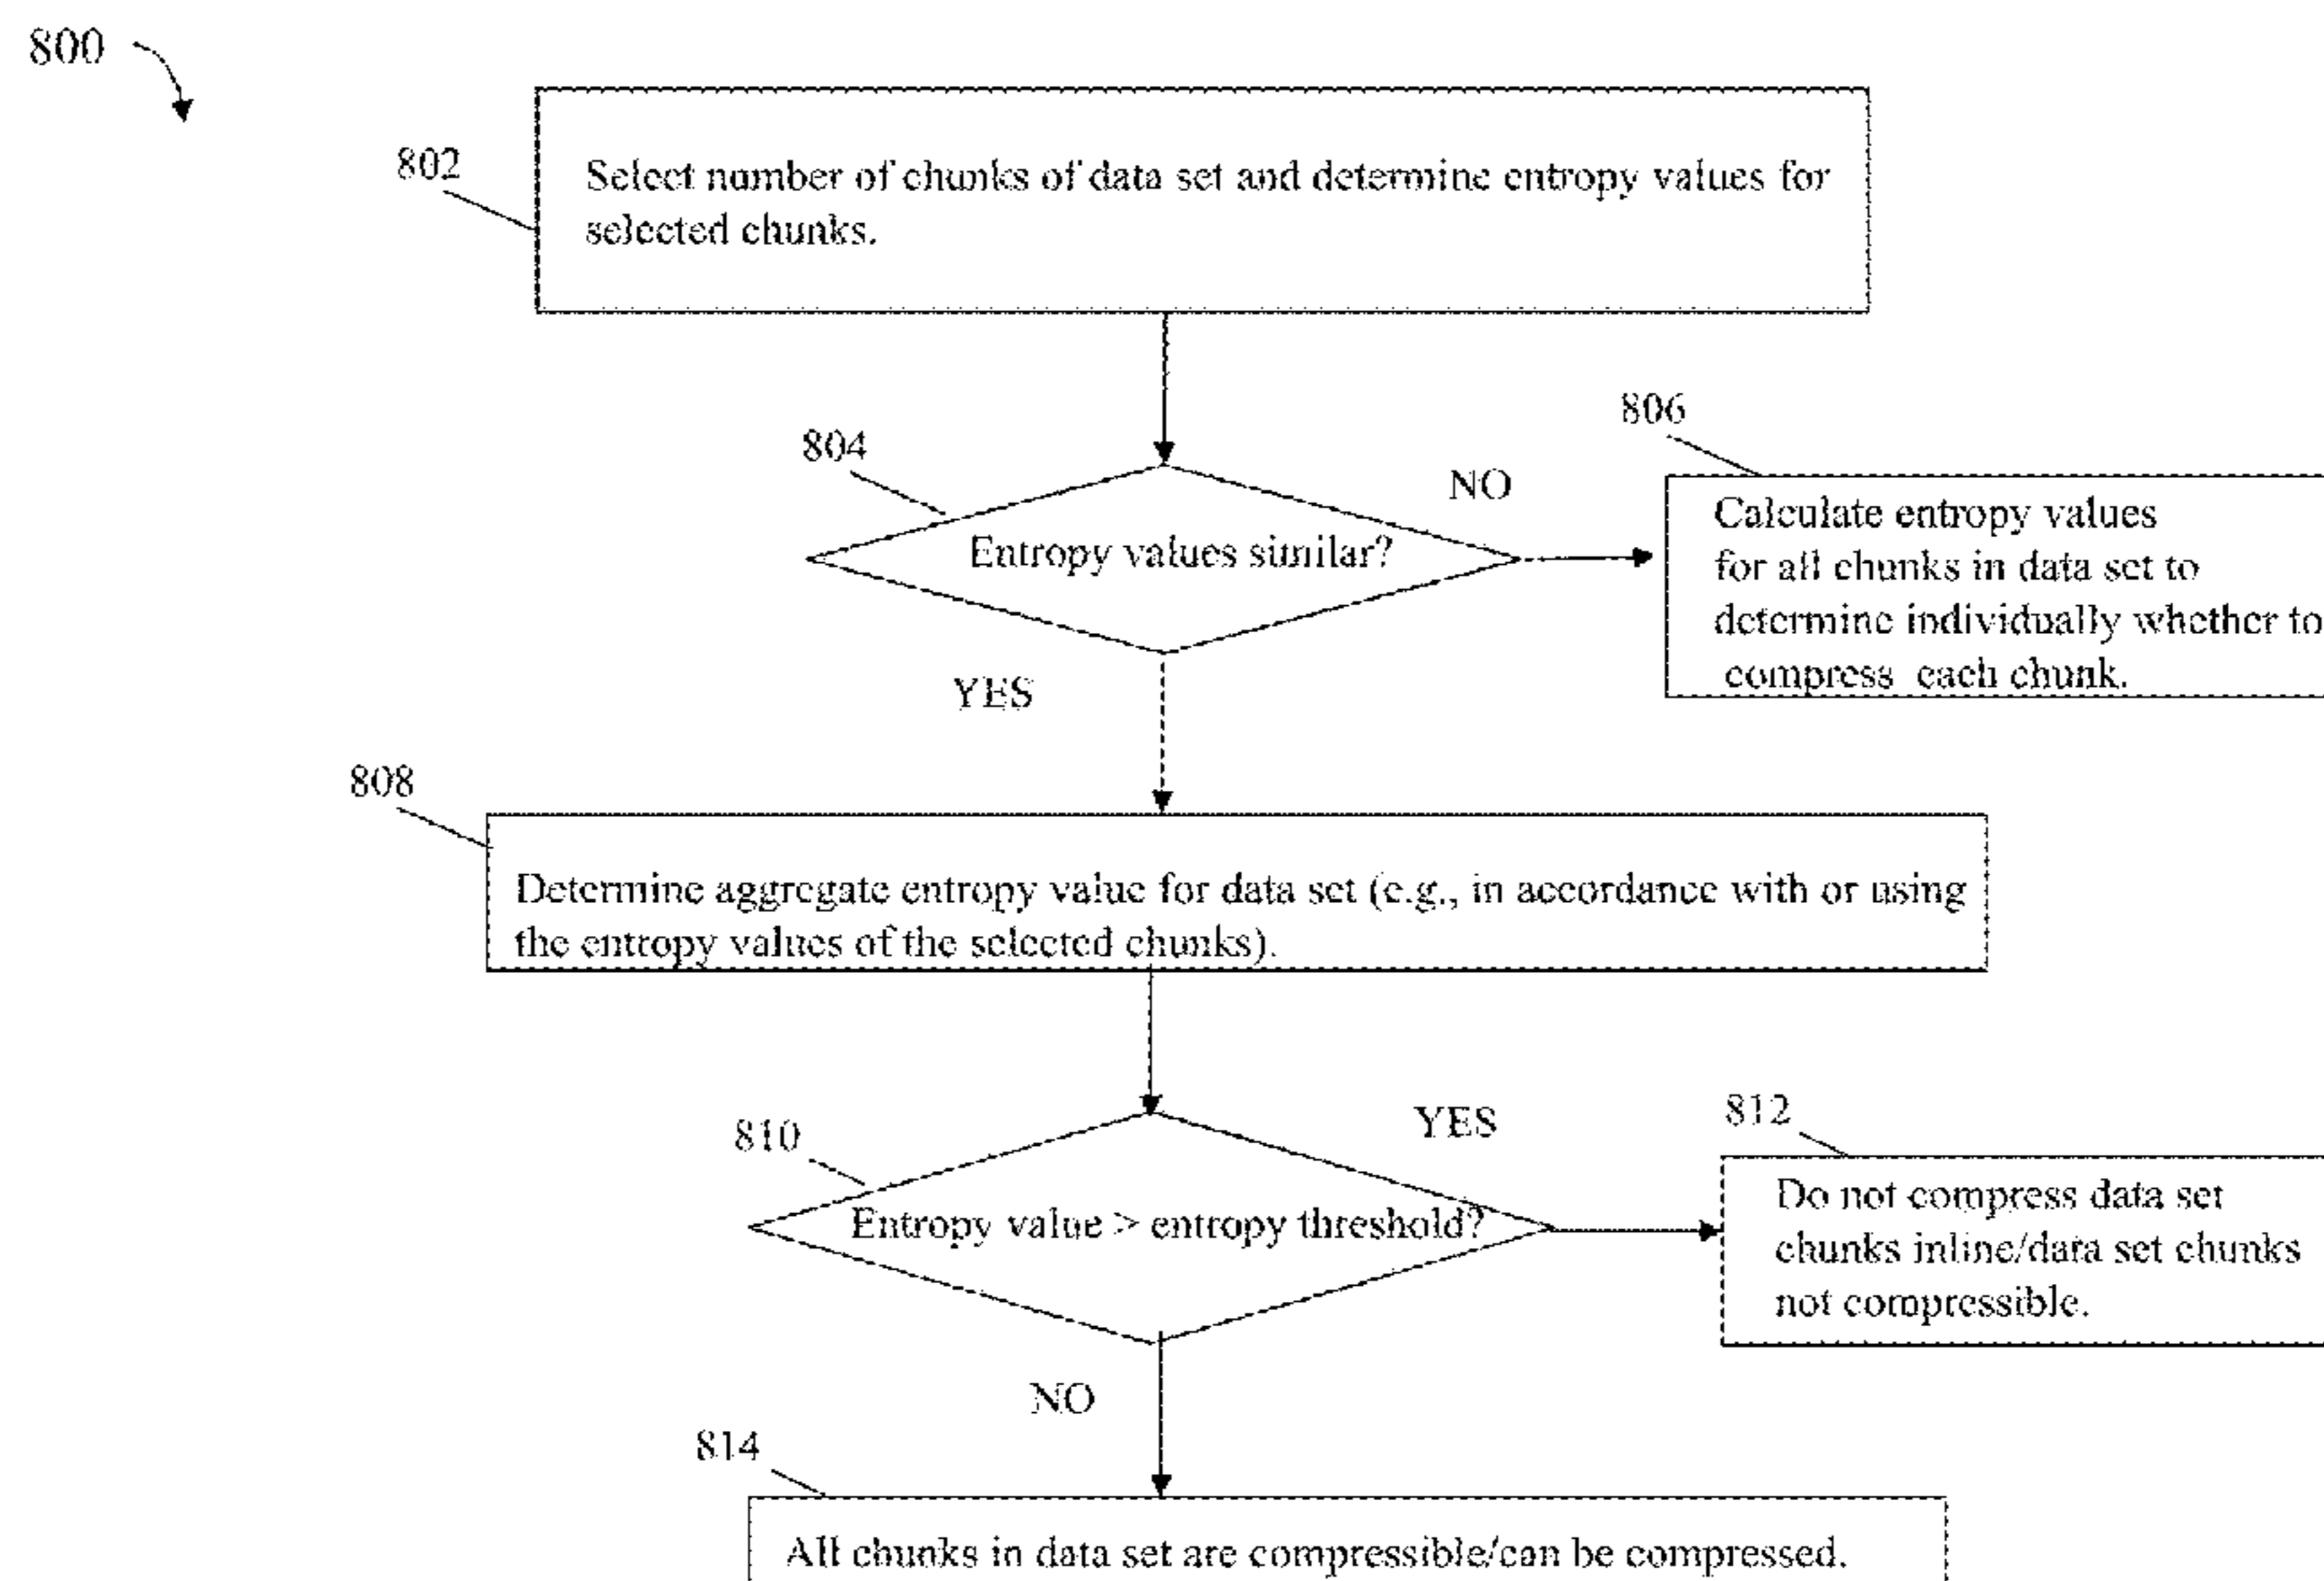 800
802
Select number of chunks of data set and determine entropy values for
selected chunks.
804
Entropy values similar?
NO
806
Calculate entropy values
for all chunks in data set to
determine individually whether to
compress each chunk.
YES
808
Determine aggregate entropy value for data set (e.g., in accordance with or using
the entropy values of the selected chunks).
810
Entropy value > entropy threshold?
YES
812
Do not compress data set
chunks inline/data set chunks
not compressible.
NO
814
All chunks in data set are compressible/can be compressed.